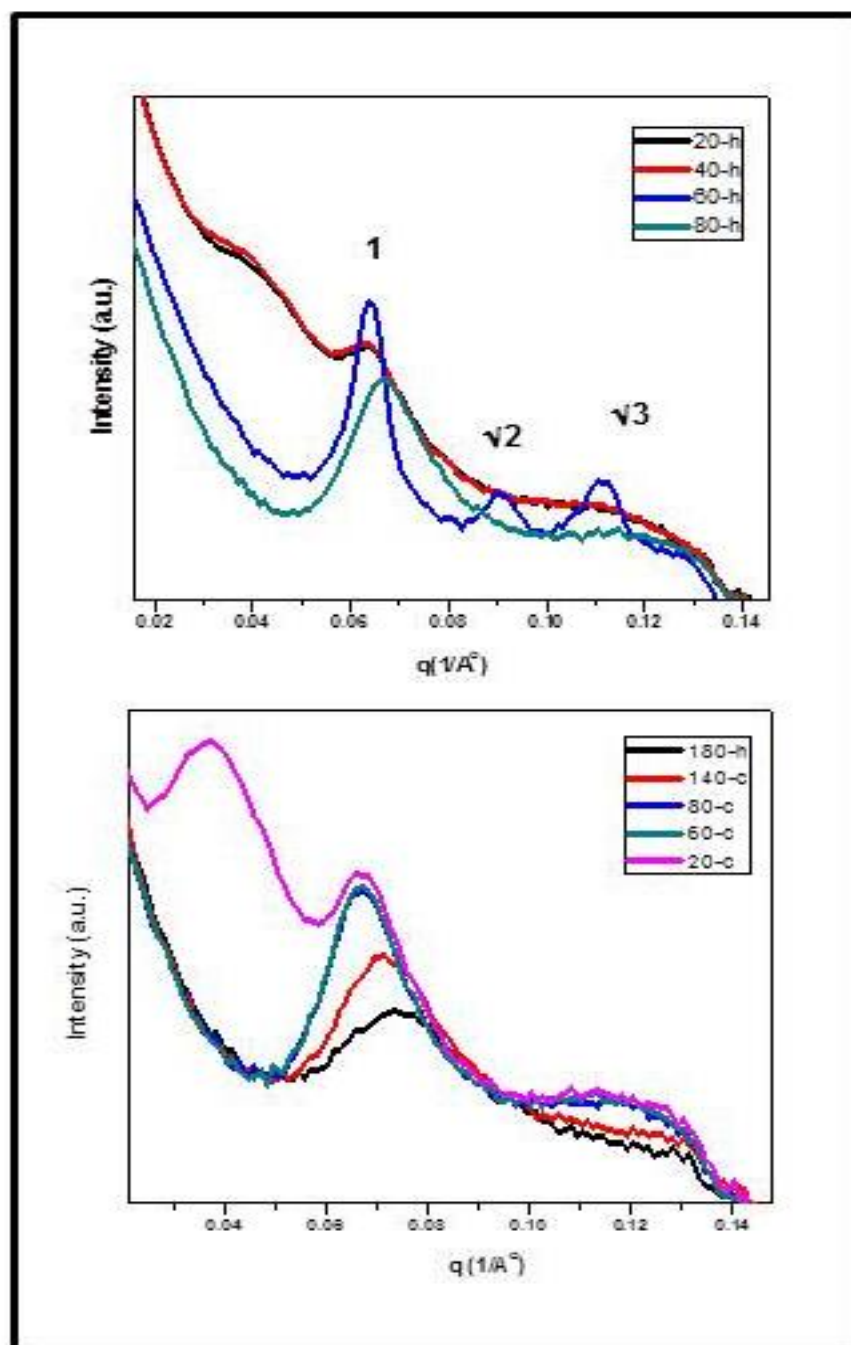 20-h
40-h
60-h
80-h
1
√2
√3
Intensity (a.u.)
0.02 0.04 0.06 0.08 0.10 0.12 0.14
q(1/A°)
180-h
140-c
80-c
60-c
20-c
Intensity (a.u.)
0.04 0.06 0.08 0.10 0.12 0.14
q (1/A°)